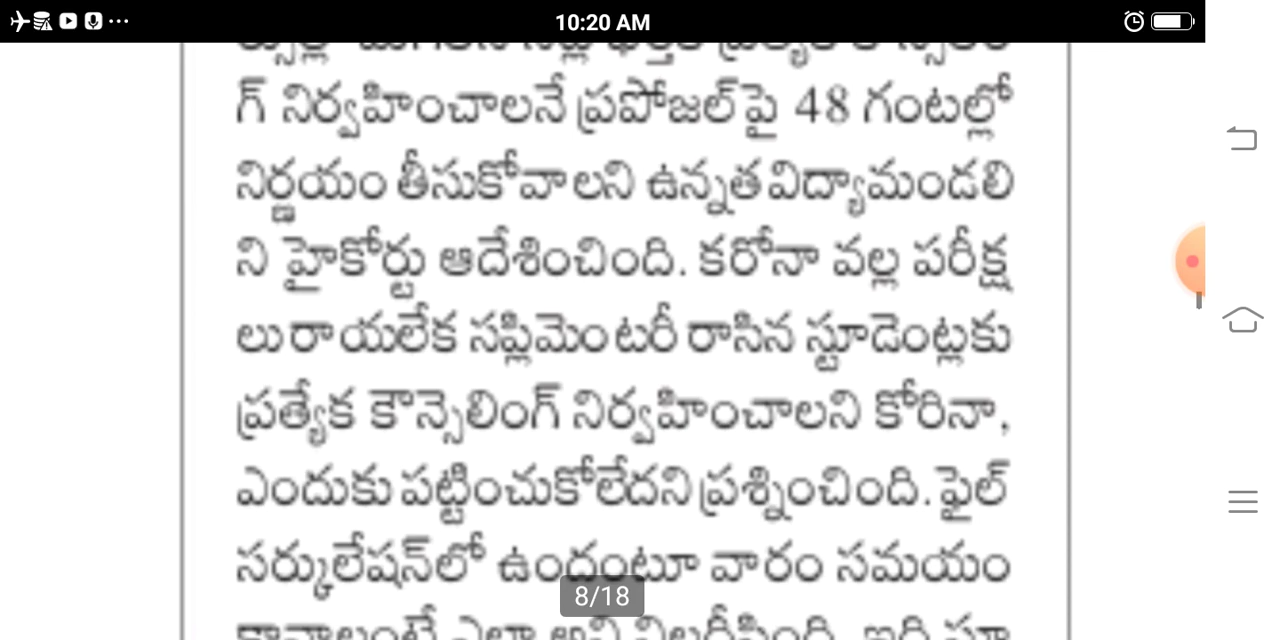 10:20 AM
గ్ నిర్వహించాలనే ప్రపోజల్‌పై 48 గంటల్లో
నిర్ణయం తీసుకోవాలని ఉన్నత విద్యామండలి
ని హైకోర్టు ఆదేశించింది. కరోనా వల్ల పరీక్ష
లు రాయలేక సప్లిమెంటరీ రాసిన స్టూడెంట్లకు
ప్రత్యేక కౌన్సెలింగ్ నిర్వహించాలని కోరినా,
ఎందుకు పట్టించుకోలేదని ప్రశ్నించింది. ఫైల్
సర్కులేషన్‌లో ఉందంటూ వారం సమయం
8/18